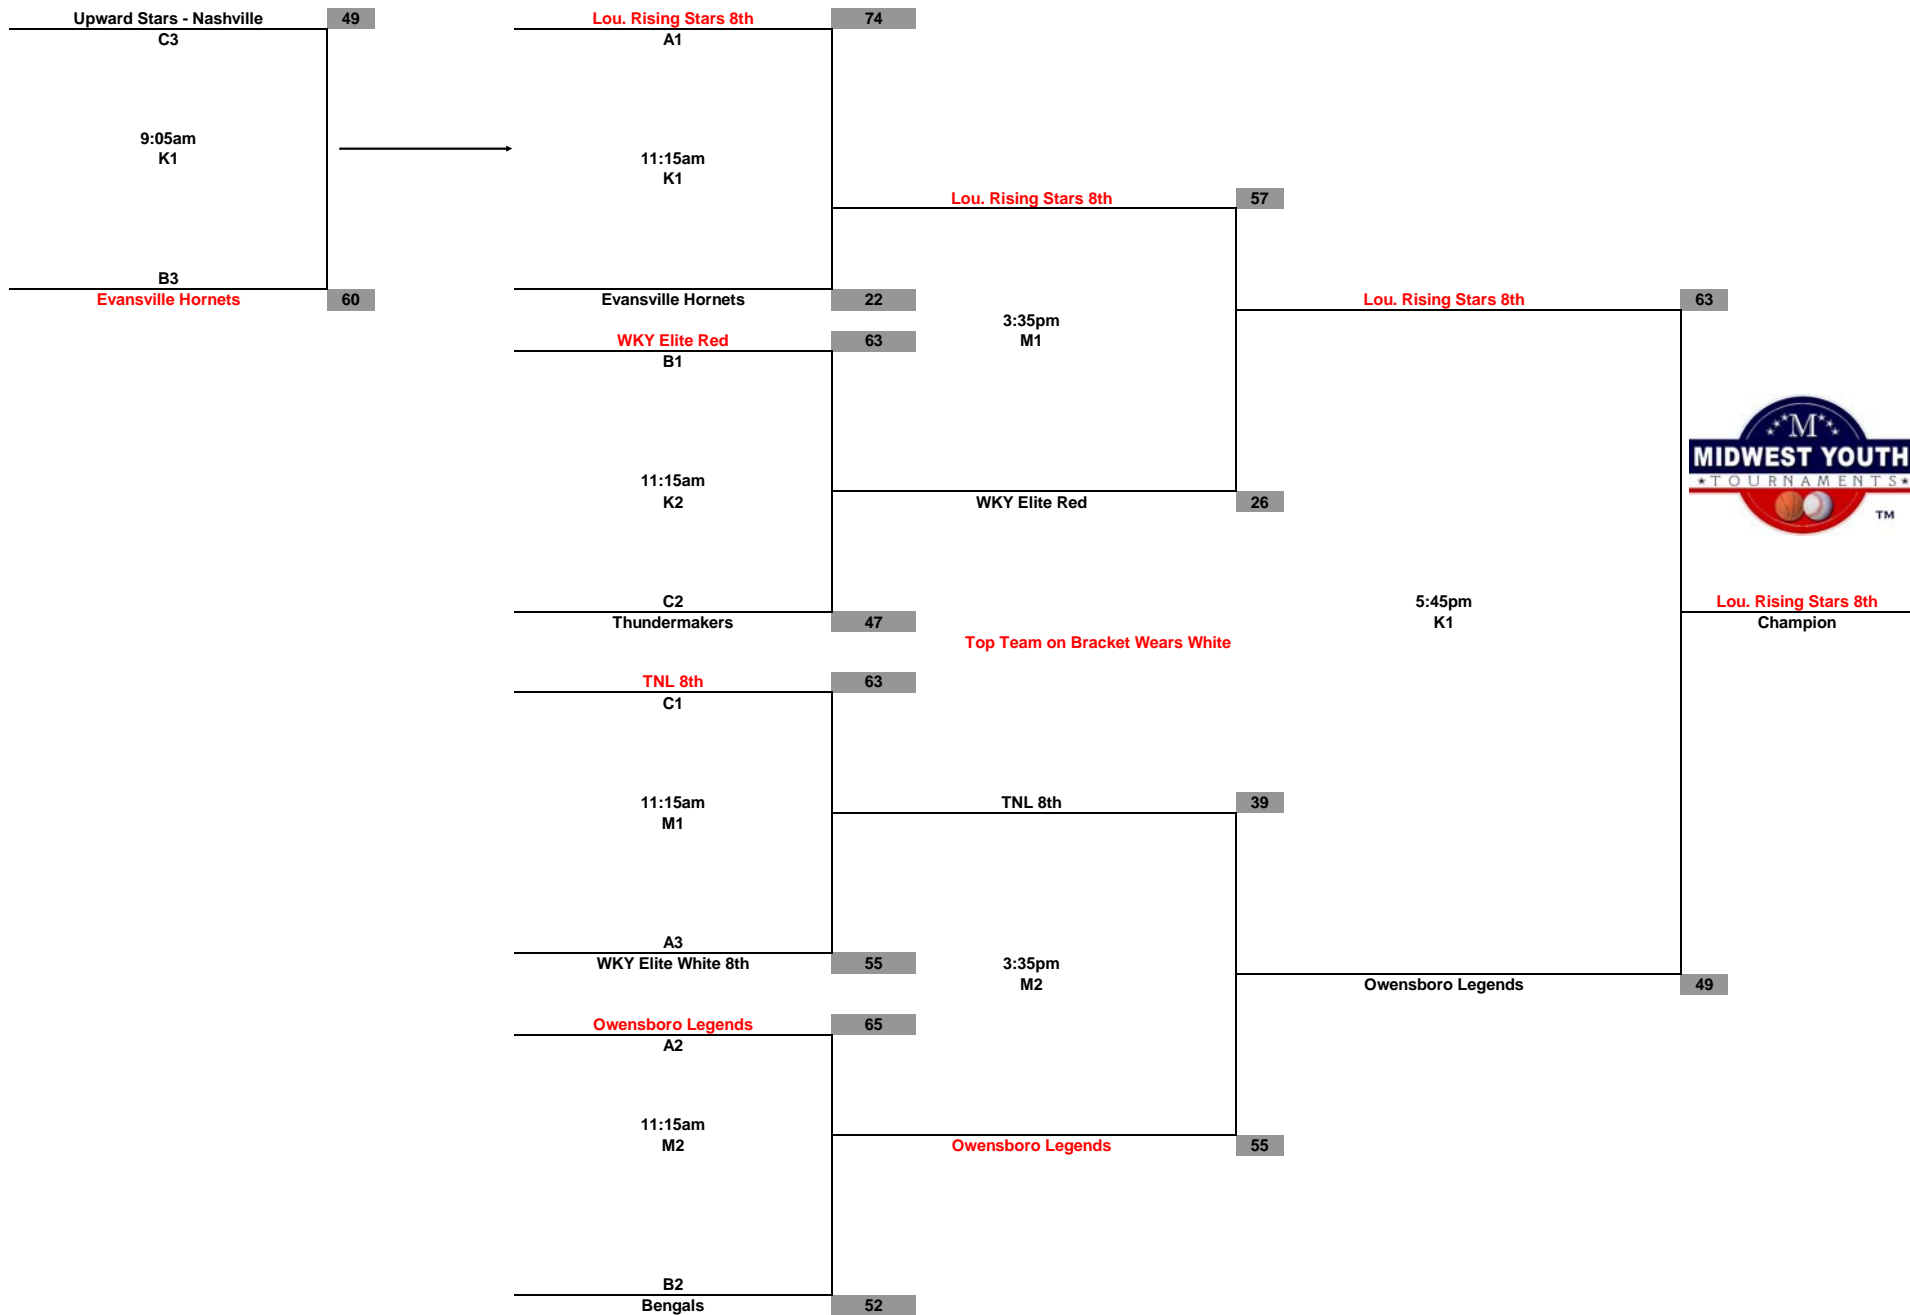 Upward Stars - Nashville 49
C3
9:05am
K1
B3
Evansville Hornets 60
Lou. Rising Stars 8th 74
A1
11:15am
K1
Evansville Hornets 22
WKY Elite Red 63
B1
11:15am
K2
C2
Thundermakers 47
TNL 8th 63
C1
11:15am
M1
A3
WKY Elite White 8th 55
Owensboro Legends 65
A2
11:15am
M2
B2
Bengals 52
Lou. Rising Stars 8th 57
3:35pm
M1
WKY Elite Red 26
Top Team on Bracket Wears White
TNL 8th 39
3:35pm
M2
Owensboro Legends 55
Lou. Rising Stars 8th 63
5:45pm
K1
Owensboro Legends 49
M
MIDWEST YOUTH
TOURNAMENTS
TM
Lou. Rising Stars 8th
Champion